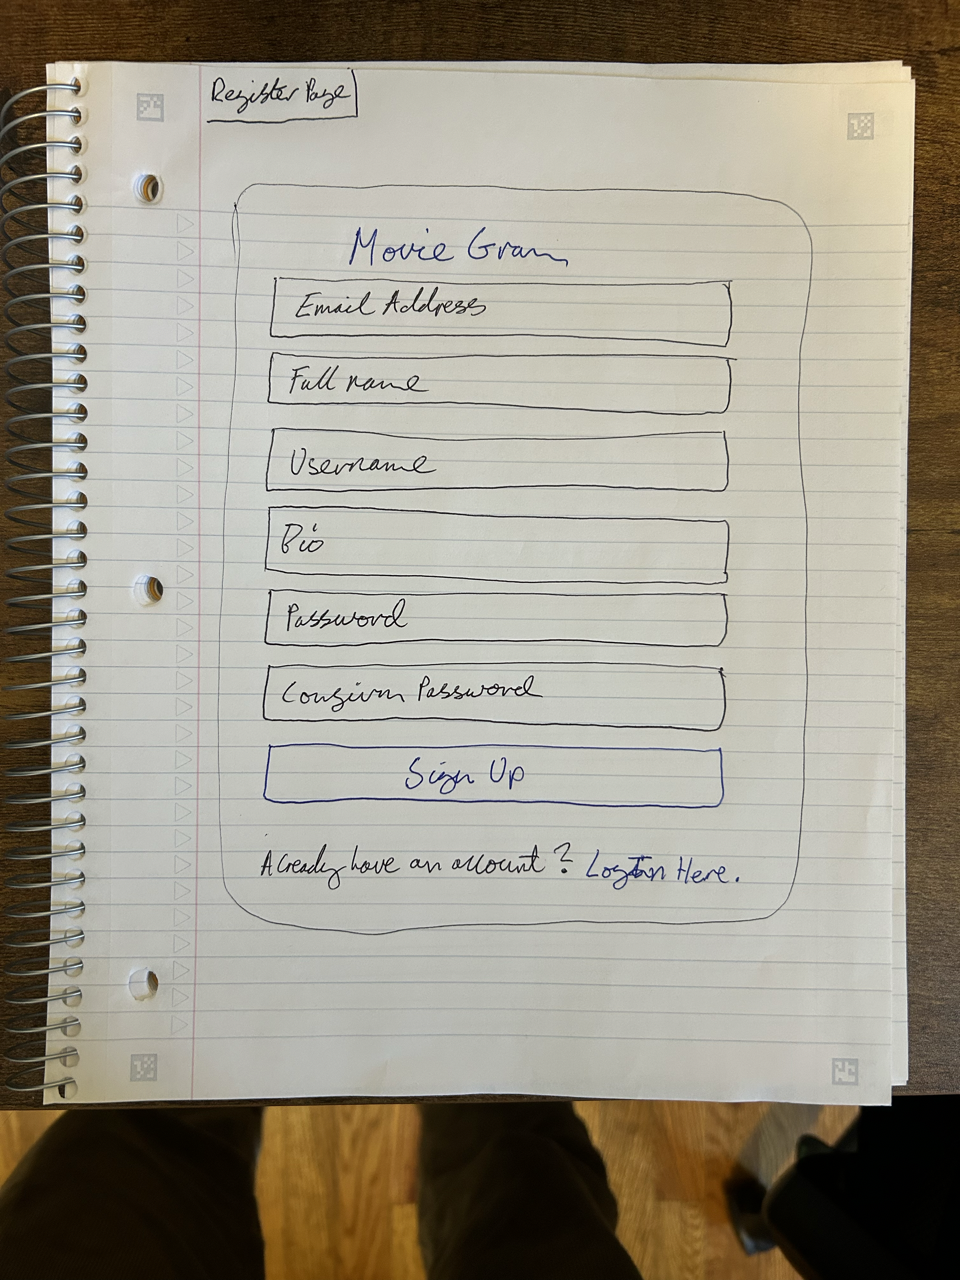 Register Page
Movie Gram
Email Address
Full name
Username
Bio
Password
Confirm Password
Sign Up
Already have an account? Login Here.